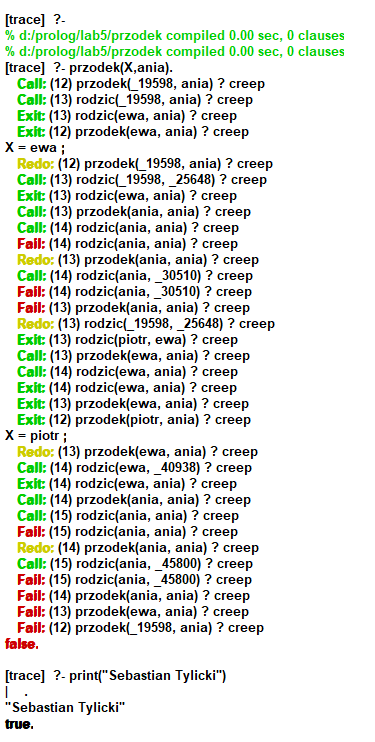 [trace]  ?-
% d:/prolog/lab5/przodek compiled 0.00 sec, 0 clauses
% d:/prolog/lab5/przodek compiled 0.00 sec, 0 clauses
[trace]  ?- przodek(X,ania).
Call: (12) przodek(_19598, ania) ? creep
Call: (13) rodzic(_19598, ania) ? creep
Exit: (13) rodzic(ewa, ania) ? creep
Exit: (12) przodek(ewa, ania) ? creep
X = ewa ;
Redo: (12) przodek(_19598, ania) ? creep
Call: (13) rodzic(_19598, _25648) ? creep
Exit: (13) rodzic(ewa, ania) ? creep
Call: (13) przodek(ania, ania) ? creep
Call: (14) rodzic(ania, ania) ? creep
Fail: (14) rodzic(ania, ania) ? creep
Redo: (13) przodek(ania, ania) ? creep
Call: (14) rodzic(ania, _30510) ? creep
Fail: (14) rodzic(ania, _30510) ? creep
Fail: (13) przodek(ania, ania) ? creep
Redo: (13) rodzic(_19598, _25648) ? creep
Exit: (13) rodzic(piotr, ewa) ? creep
Call: (13) przodek(ewa, ania) ? creep
Call: (14) rodzic(ewa, ania) ? creep
Exit: (14) rodzic(ewa, ania) ? creep
Exit: (13) przodek(ewa, ania) ? creep
Exit: (12) przodek(piotr, ania) ? creep
X = piotr ;
Redo: (13) przodek(ewa, ania) ? creep
Call: (14) rodzic(ewa, _40938) ? creep
Exit: (14) rodzic(ewa, ania) ? creep
Call: (14) przodek(ania, ania) ? creep
Call: (15) rodzic(ania, ania) ? creep
Fail: (15) rodzic(ania, ania) ? creep
Redo: (14) przodek(ania, ania) ? creep
Call: (15) rodzic(ania, _45800) ? creep
Fail: (15) rodzic(ania, _45800) ? creep
Fail: (14) przodek(ania, ania) ? creep
Fail: (13) przodek(ewa, ania) ? creep
Fail: (12) przodek(_19598, ania) ? creep
false.
[trace]  ?- print("Sebastian Tylicki")
|    .
"Sebastian Tylicki"
true.